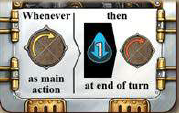 Whenever
then
1
as main
action
at end of turn